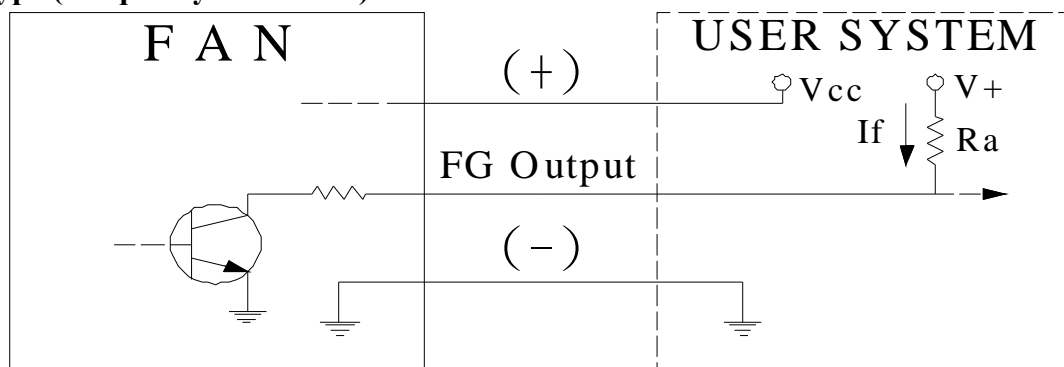 F A N
USER SYSTEM
(+)
Vcc
V+
If
Ra
FG Output
(-)